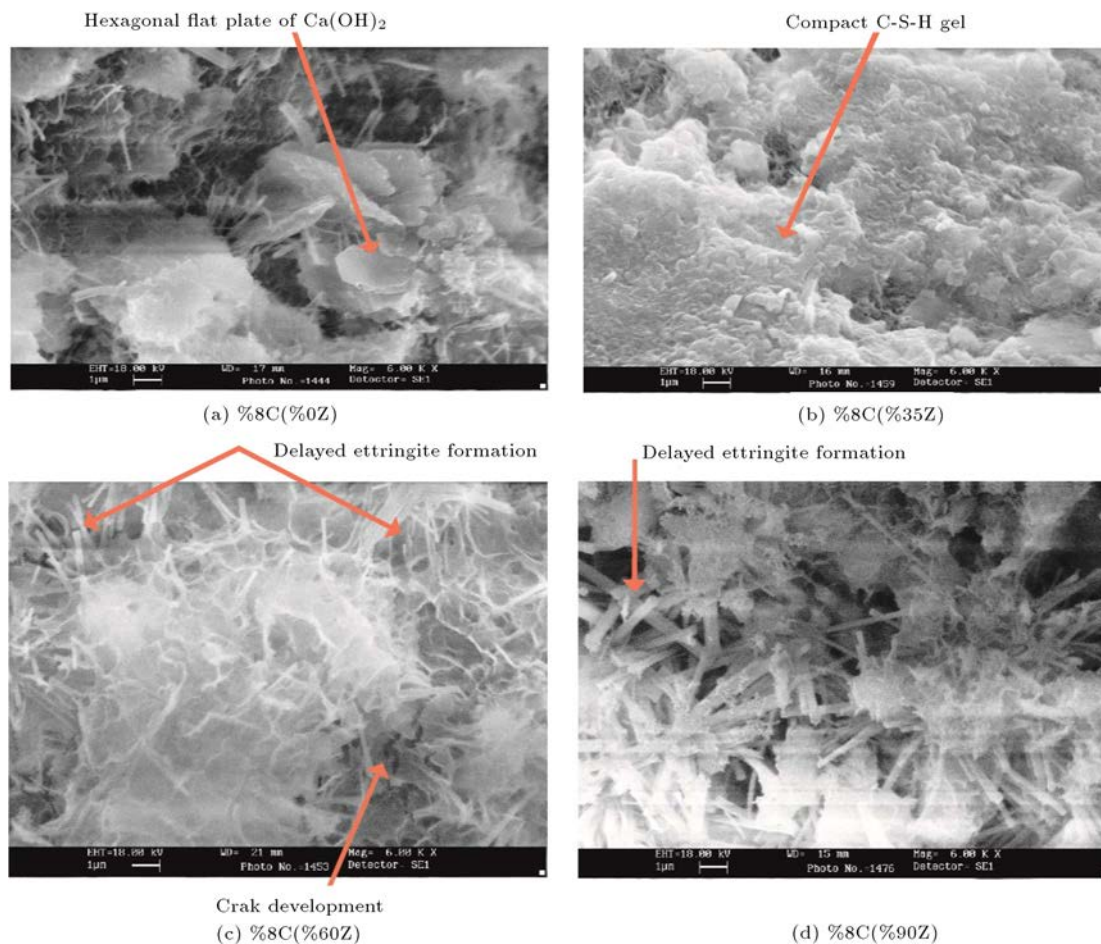 Hexagonal flat plate of Ca(OH)₂
EHT=18.00 kV WD= 17 mm Mag= 6.00 K X
1μm Photo No.=1444 Detector= SE1
(a) %8C(%0Z)
Compact C-S-H gel
EHT=18.00 kV WD= 16 mm Mag= 6.00 K X
1μm Photo No.=1459 Detector= SE1
(b) %8C(%35Z)
Delayed ettringite formation
EHT=18.00 kV WD= 21 mm Mag= 6.00 K X
1μm Photo No.=1453 Detector= SE1
Crak development
(c) %8C(%60Z)
Delayed ettringite formation
EHT=18.00 kV WD= 15 mm Mag= 6.00 K X
1μm Photo No.=1476 Detector= SE1
(d) %8C(%90Z)